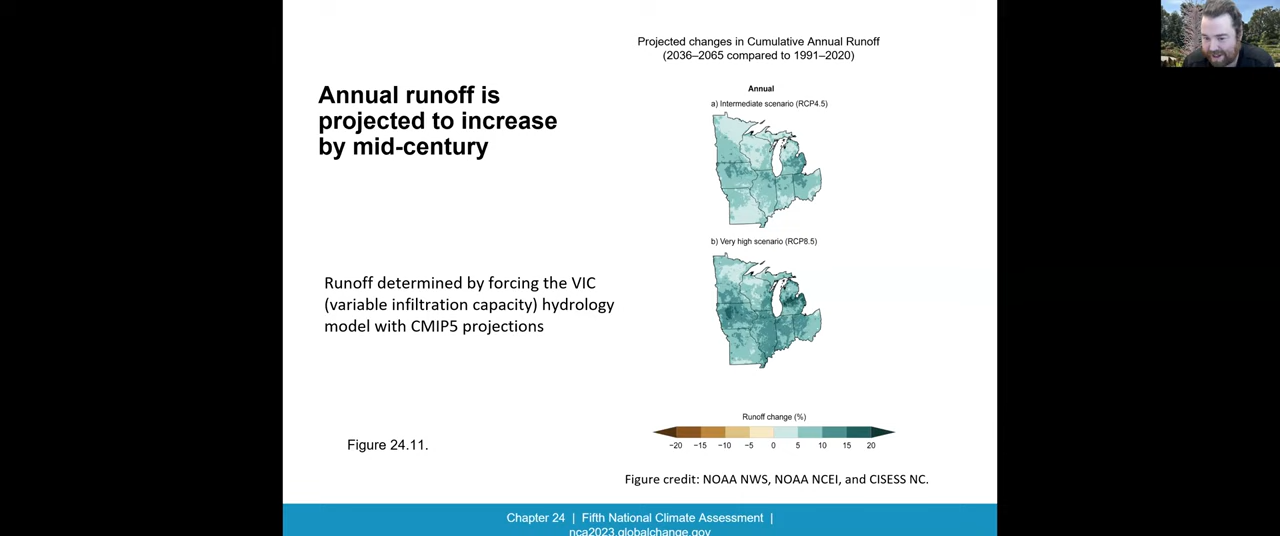 Projected changes in Cumulative Annual Runoff
(2036–2065 compared to 1991–2020)
Annual runoff is
projected to increase
by mid-century
Annual
a) Intermediate scenario (RCP4.5)
b) Very high scenario (RCP8.5)
Runoff determined by forcing the VIC
(variable infiltration capacity) hydrology
model with CMIP5 projections
Runoff change (%)
−20 −15 −10 −5 0 5 10 15 20
Figure 24.11.
Figure credit: NOAA NWS, NOAA NCEI, and CISESS NC.
Chapter 24 | Fifth National Climate Assessment |
nca2023.globalchange.gov